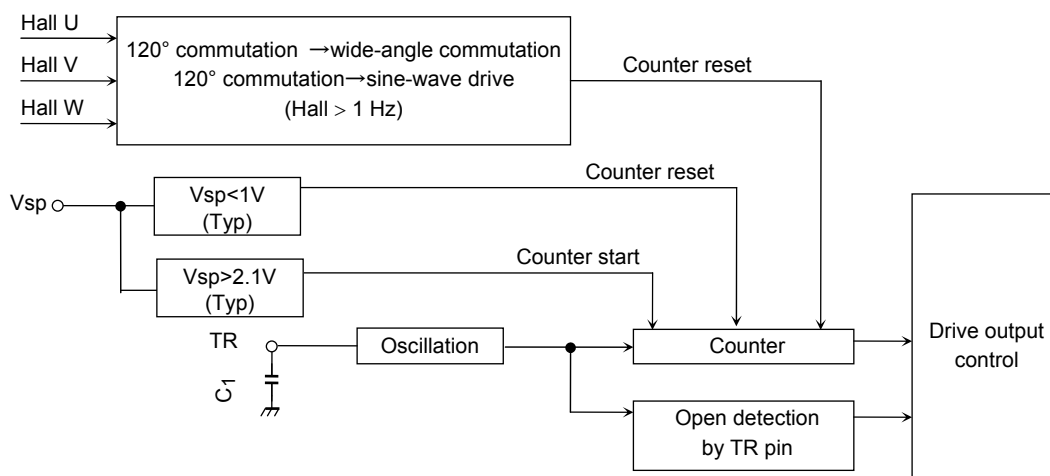 Hall U
Hall V
Hall W
120° commutation →wide-angle commutation
120° commutation→sine-wave drive
(Hall > 1 Hz)
Counter reset
Vsp
Vsp<1V
(Typ)
Counter reset
Vsp>2.1V
(Typ)
Counter start
TR
C1
Oscillation
Counter
Open detection
by TR pin
Drive output
control